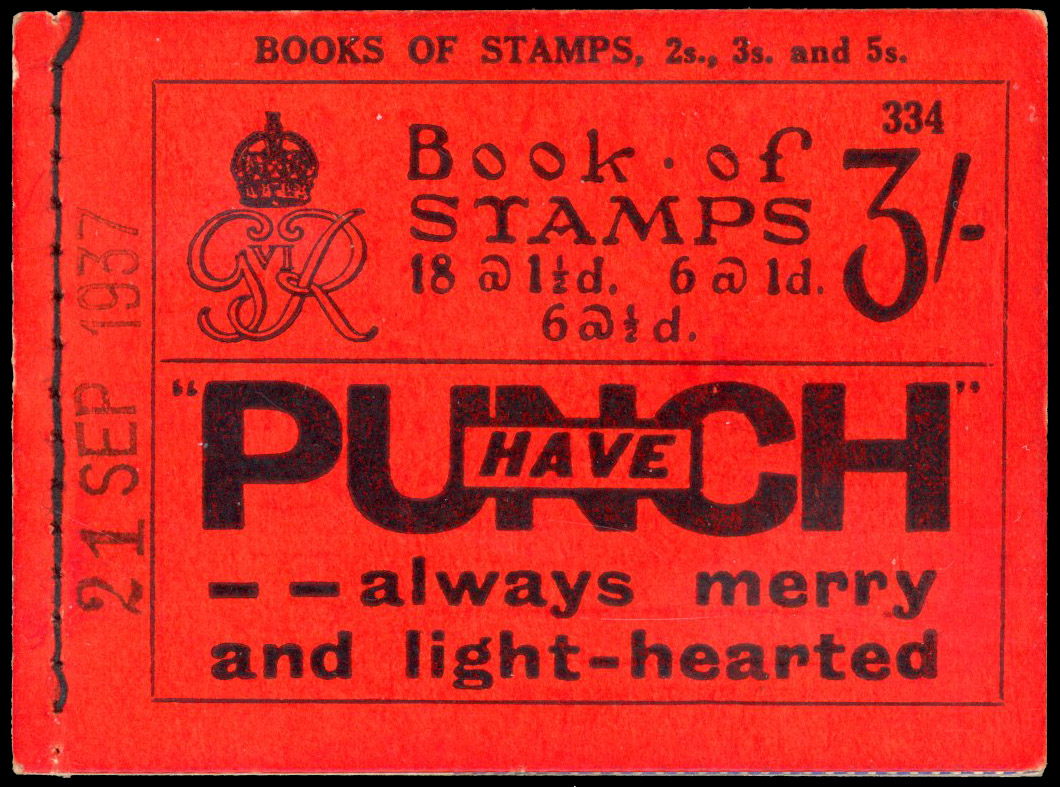 BOOKS OF STAMPS, 2s., 3s. and 5s.
334
Book · of
STAMPS
3/-
18 @ 1½d. 6 @ 1d.
6 @ ½d.
GVIR
"PUNCH"
HAVE
– – always merry
and light-hearted
21 SEP 1937